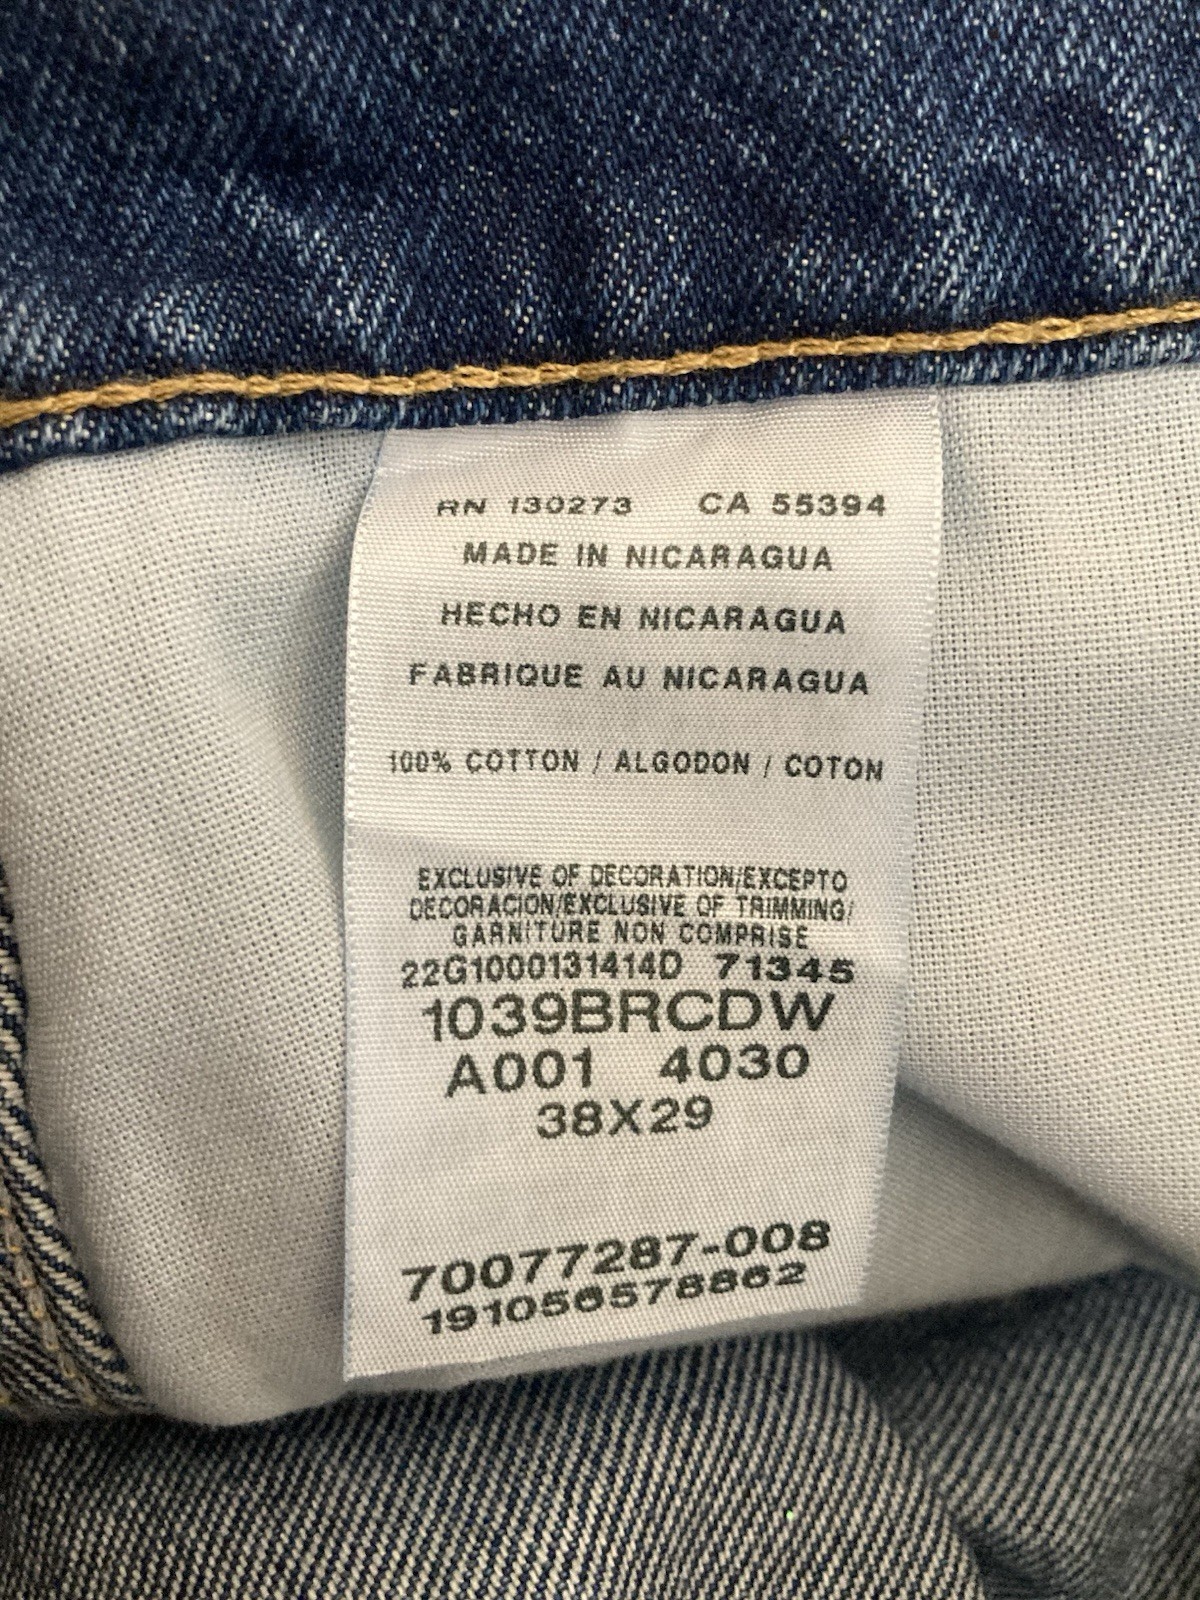 RN 130273 CA 55394
MADE IN NICARAGUA
HECHO EN NICARAGUA
FABRIQUE AU NICARAGUA
100% COTTON / ALGODON / COTON
EXCLUSIVE OF DECORATION/EXCEPTO
DECORACION/EXCLUSIVE OF TRIMMING/
GARNITURE NON COMPRISE
22G1000131414D 71345
1039BRCDW
A001 4030
38X29
70077287-008
191056578862